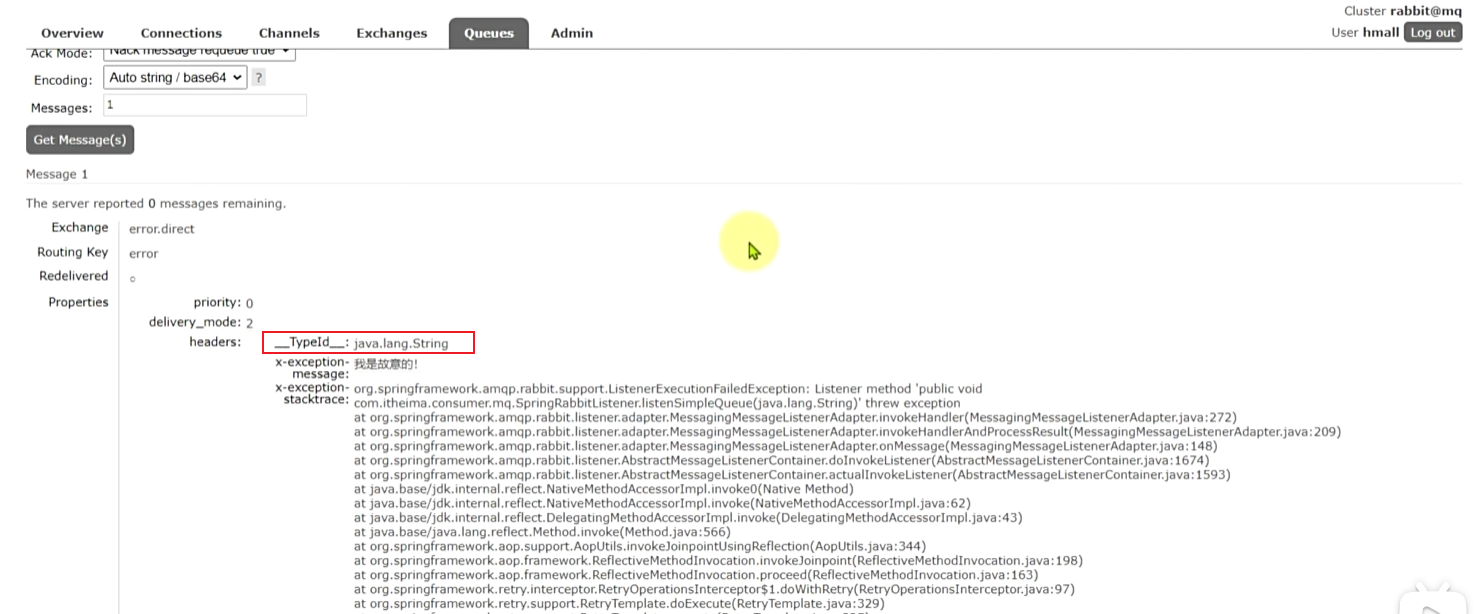 Cluster rabbit@mq
Overview Connections Channels Exchanges Queues Admin
User hmall Log out
Ack Mode: Nack message requeue true
Encoding: Auto string / base64 ?
Messages: 1
Get Message(s)
Message 1
The server reported 0 messages remaining.
Exchange error.direct
Routing Key error
Redelivered ○
Properties priority: 0
delivery_mode: 2
headers: __TypeId__: java.lang.String
x-exception-message: 我是故意的!
x-exception-stacktrace: org.springframework.amqp.rabbit.support.ListenerExecutionFailedException: Listener method 'public void
com.itheima.consumer.mq.SpringRabbitListener.listenSimpleQueue(java.lang.String)' threw exception
at org.springframework.amqp.rabbit.listener.adapter.MessagingMessageListenerAdapter.invokeHandler(MessagingMessageListenerAdapter.java:272)
at org.springframework.amqp.rabbit.listener.adapter.MessagingMessageListenerAdapter.invokeHandlerAndProcessResult(MessagingMessageListenerAdapter.java:209)
at org.springframework.amqp.rabbit.listener.adapter.MessagingMessageListenerAdapter.onMessage(MessagingMessageListenerAdapter.java:148)
at org.springframework.amqp.rabbit.listener.AbstractMessageListenerContainer.doInvokeListener(AbstractMessageListenerContainer.java:1674)
at org.springframework.amqp.rabbit.listener.AbstractMessageListenerContainer.actualInvokeListener(AbstractMessageListenerContainer.java:1593)
at java.base/jdk.internal.reflect.NativeMethodAccessorImpl.invoke0(Native Method)
at java.base/jdk.internal.reflect.NativeMethodAccessorImpl.invoke(NativeMethodAccessorImpl.java:62)
at java.base/jdk.internal.reflect.DelegatingMethodAccessorImpl.invoke(DelegatingMethodAccessorImpl.java:43)
at java.base/java.lang.reflect.Method.invoke(Method.java:566)
at org.springframework.aop.support.AopUtils.invokeJoinpointUsingReflection(AopUtils.java:344)
at org.springframework.aop.framework.ReflectiveMethodInvocation.invokeJoinpoint(ReflectiveMethodInvocation.java:198)
at org.springframework.aop.framework.ReflectiveMethodInvocation.proceed(ReflectiveMethodInvocation.java:163)
at org.springframework.retry.interceptor.RetryOperationsInterceptor$1.doWithRetry(RetryOperationsInterceptor.java:97)
at org.springframework.retry.support.RetryTemplate.doExecute(RetryTemplate.java:329)